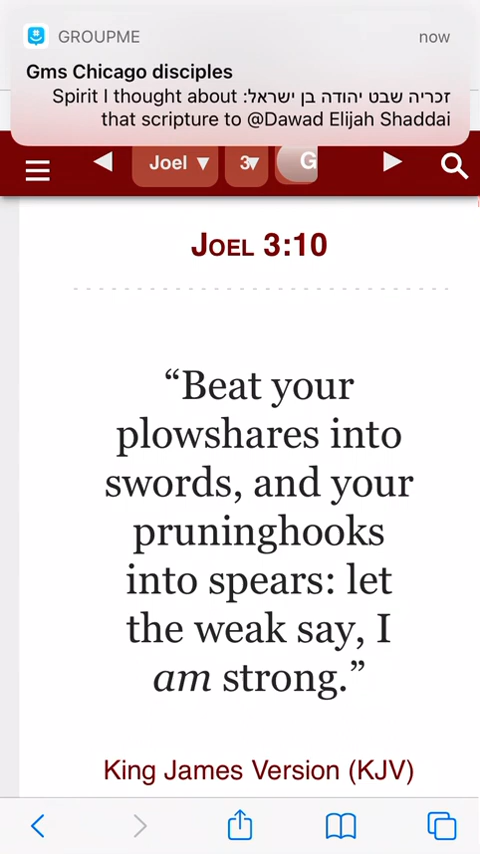 GROUPME now
Gms Chicago disciples
זכריה שבט יהודה בן ישראל: Spirit I thought about
that scripture to @Dawad Elijah Shaddai
Joel ▼ 3▼ G
JOEL 3:10
“Beat your
plowshares into
swords, and your
pruninghooks
into spears: let
the weak say, I
am strong.”
King James Version (KJV)